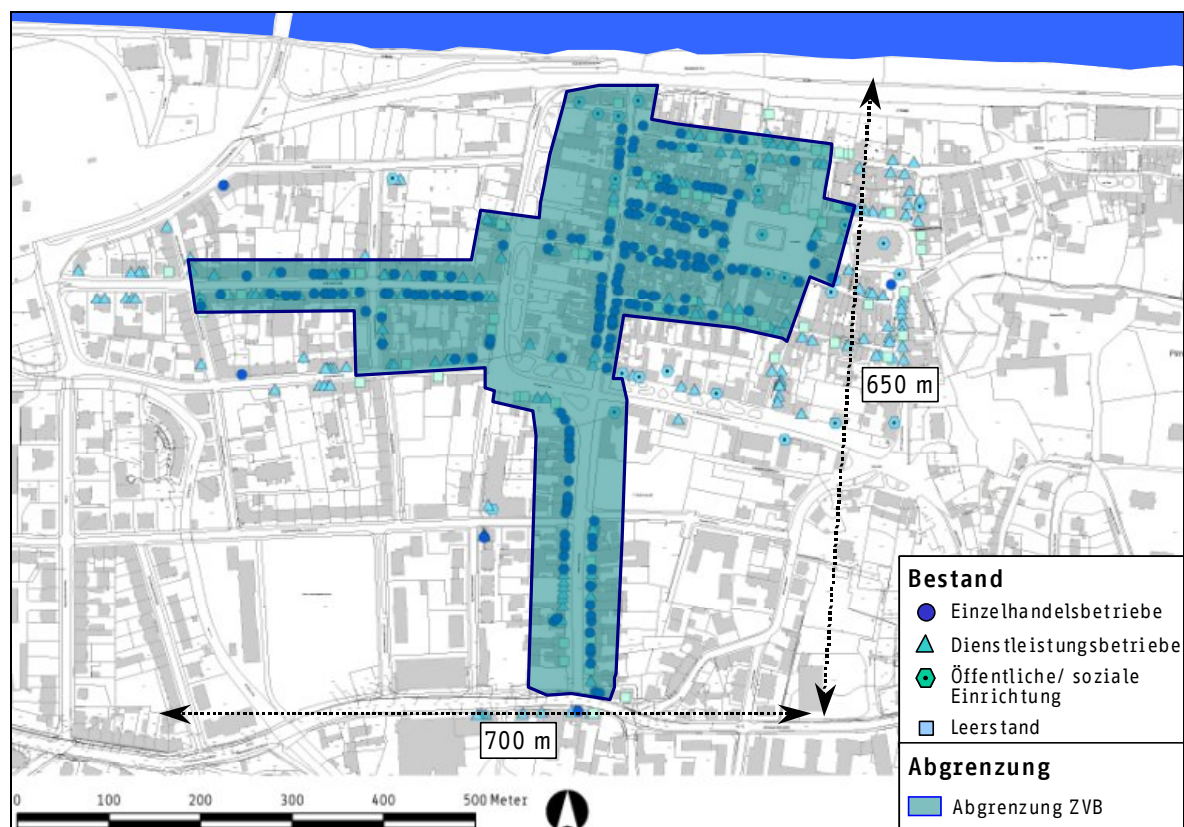 650 m
700 m
Bestand
Einzelhandelsbetriebe
Dienstleistungsbetriebe
Öffentliche/ soziale
Einrichtung
Leerstand
Abgrenzung
Abgrenzung ZVB
0 100 200 300 400 500 Meter